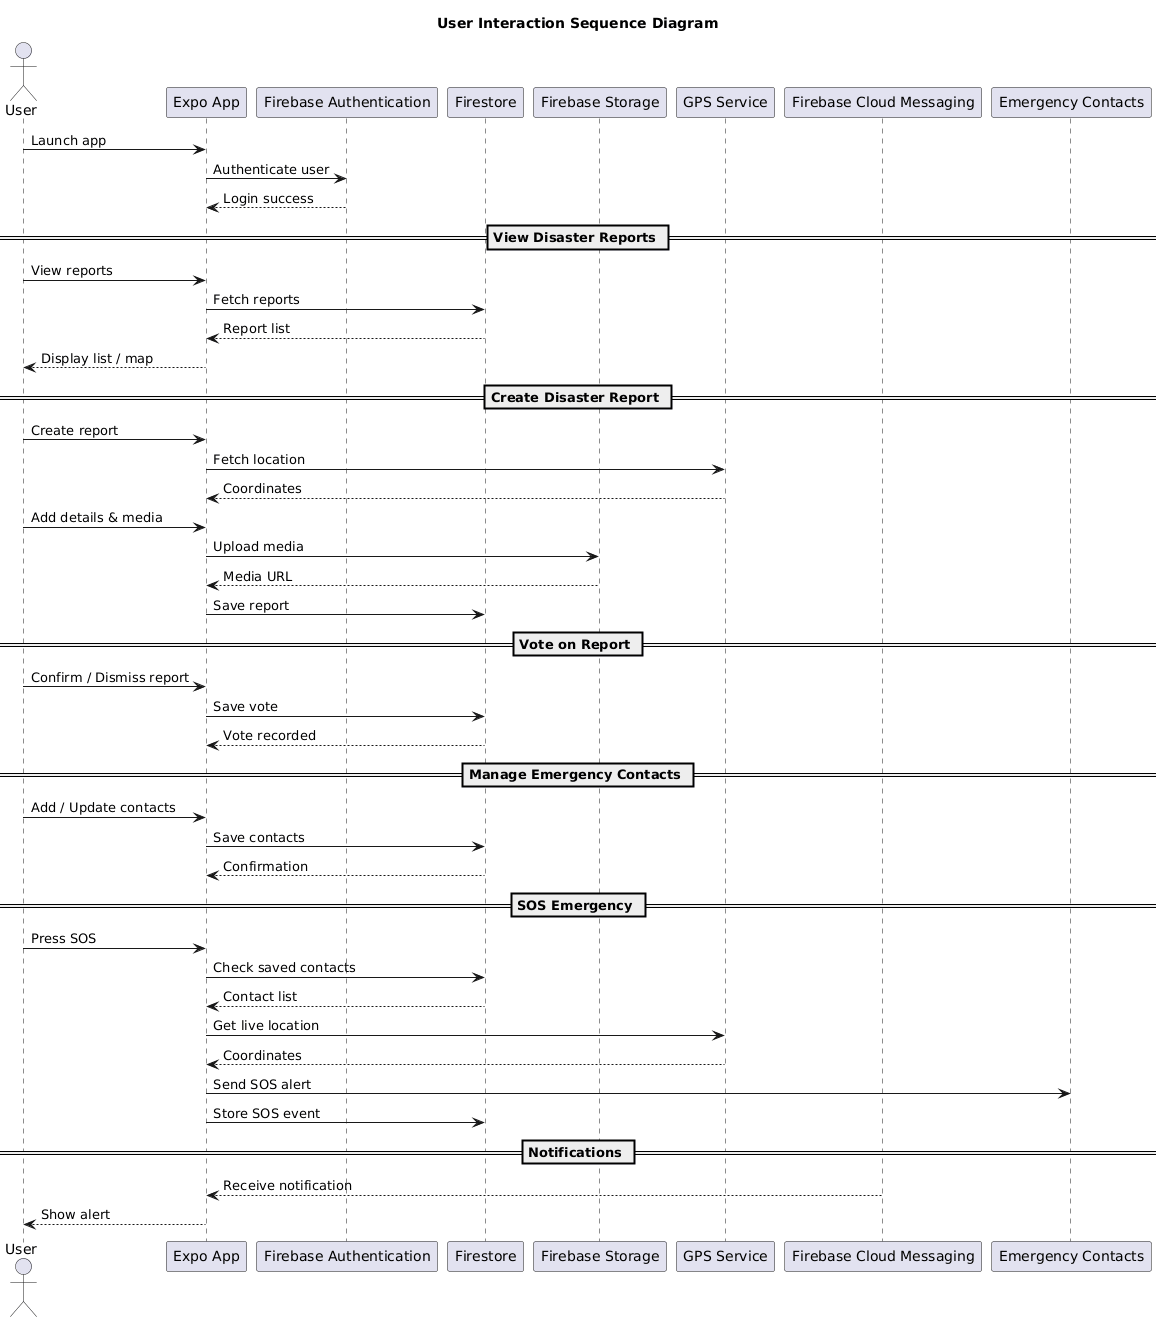 User Interaction Sequence Diagram
User
Expo App
Firebase Authentication
Firestore
Firebase Storage
GPS Service
Firebase Cloud Messaging
Emergency Contacts
Launch app
Authenticate user
Login success
View Disaster Reports
View reports
Fetch reports
Report list
Display list / map
Create Disaster Report
Create report
Fetch location
Coordinates
Add details & media
Upload media
Media URL
Save report
Vote on Report
Confirm / Dismiss report
Save vote
Vote recorded
Manage Emergency Contacts
Add / Update contacts
Save contacts
Confirmation
SOS Emergency
Press SOS
Check saved contacts
Contact list
Get live location
Coordinates
Send SOS alert
Store SOS event
Notifications
Receive notification
Show alert
User
Expo App
Firebase Authentication
Firestore
Firebase Storage
GPS Service
Firebase Cloud Messaging
Emergency Contacts